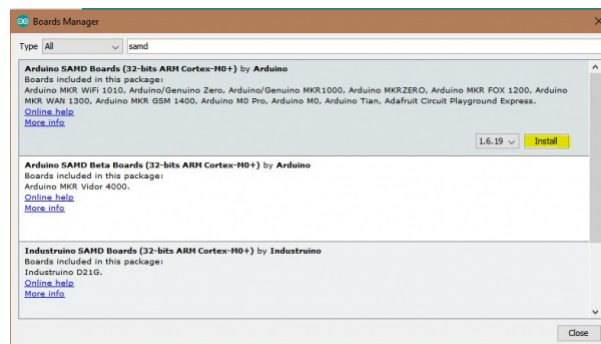 Boards Manager
Type All samd
Arduino SAMD Boards (32-bits ARM Cortex-M0+) by Arduino
Boards included in this package:
Arduino MKR WiFi 1010, Arduino/Genuino Zero, Arduino/Genuino MKR1000, Arduino MKRZERO, Arduino MKR FOX 1200, Arduino
MKR WAN 1300, Arduino MKR GSM 1400, Arduino M0 Pro, Arduino M0, Arduino Tian, Adafruit Circuit Playground Express.
Online help
More info
1.6.19 Install
Arduino SAMD Beta Boards (32-bits ARM Cortex-M0+) by Arduino
Boards included in this package:
Arduino MKR Vidor 4000.
Online help
More info
Industruino SAMD Boards (32-bits ARM Cortex-M0+) by Industruino
Boards included in this package:
Industruino D21G.
Online help
More info
Close